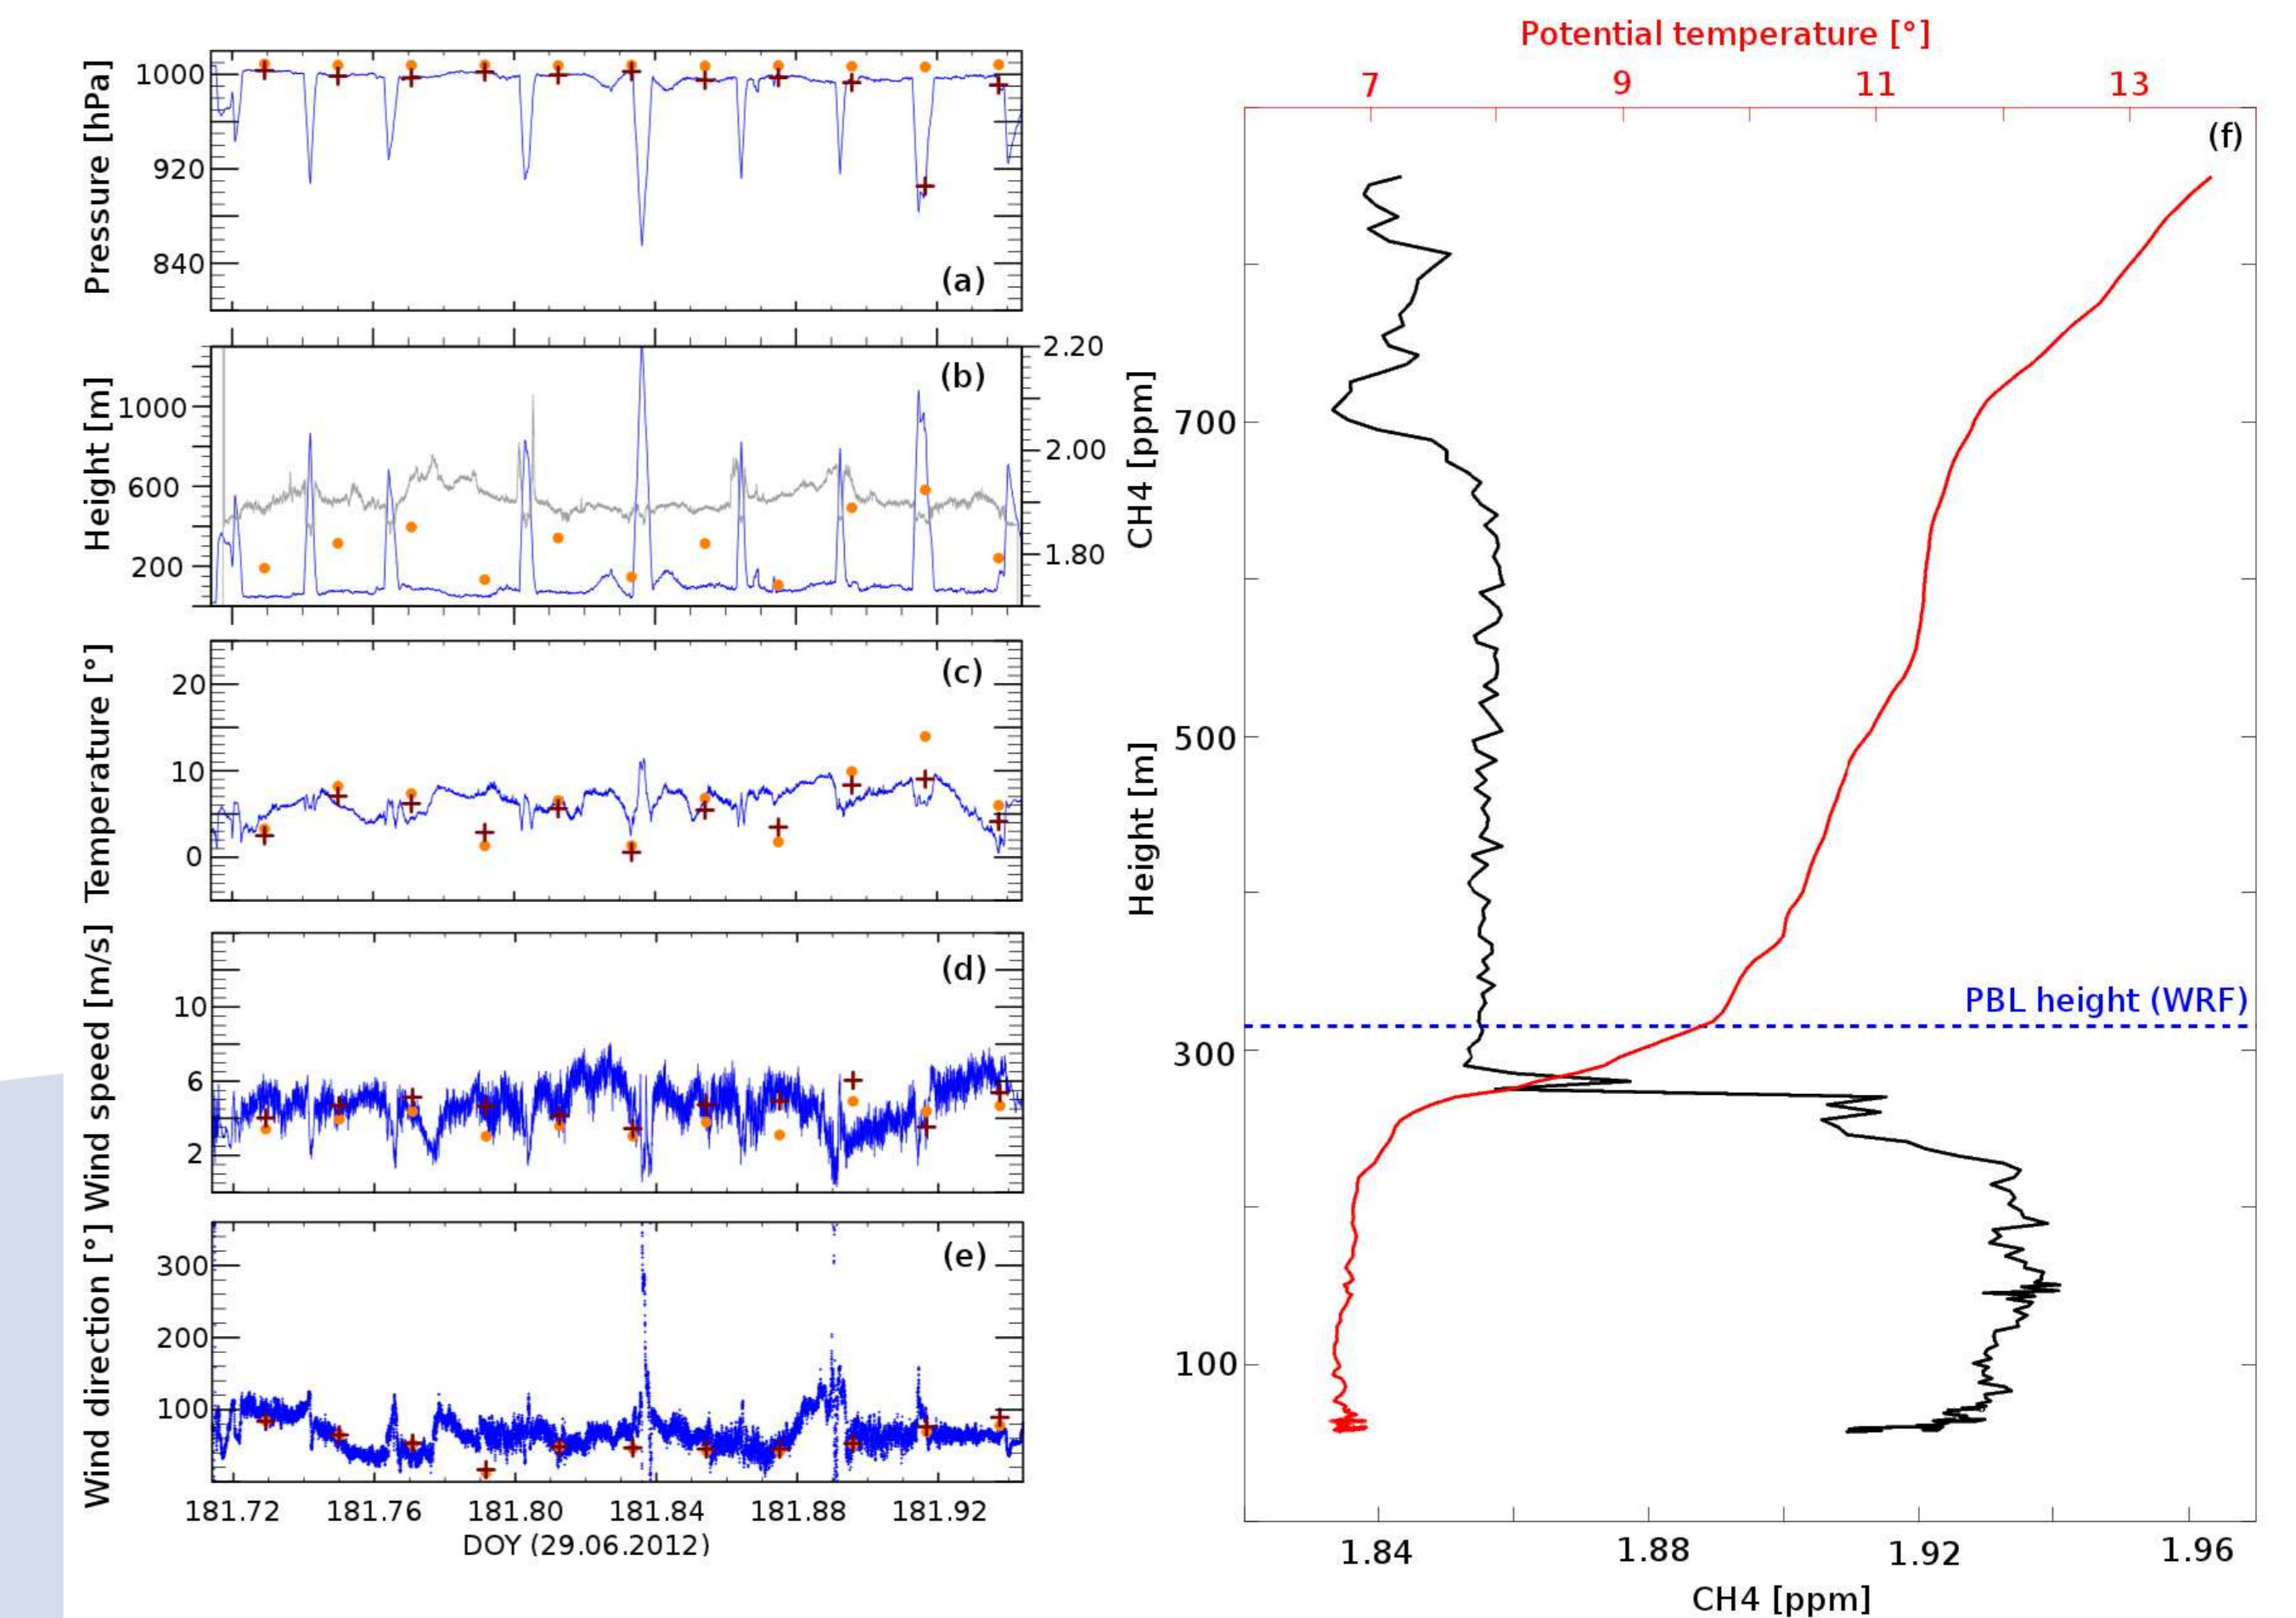 Pressure [hPa]
1000
920
840
(a)
Height [m]
1000
600
200
(b)
2.20
2.00
1.80
CH4 [ppm]
Temperature [°]
20
10
0
(c)
Wind speed [m/s]
10
6
2
(d)
Wind direction [°]
300
200
100
(e)
181.72 181.76 181.80 181.84 181.88 181.92
DOY (29.06.2012)
Potential temperature [°]
7 9 11 13
(f)
Height [m]
700
500
300
100
PBL height (WRF)
1.84 1.88 1.92 1.96
CH4 [ppm]